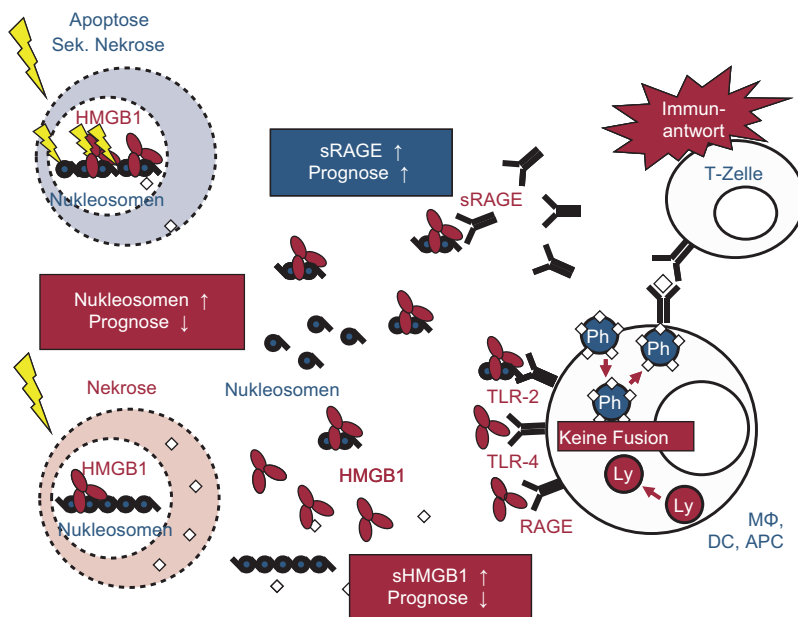 Apoptose
Sek. Nekrose
HMGB1
Nukleosomen
sRAGE ↑
Prognose ↑
sRAGE
Immun-
antwort
T-Zelle
Nukleosomen ↑
Prognose ↓
Nekrose
HMGB1
Nukleosomen
Nukleosomen
HMGB1
TLR-2
TLR-4
RAGE
Ph
Ph
Ph
Keine Fusion
Ly
Ly
MΦ,
DC, APC
sHMGB1 ↑
Prognose ↓